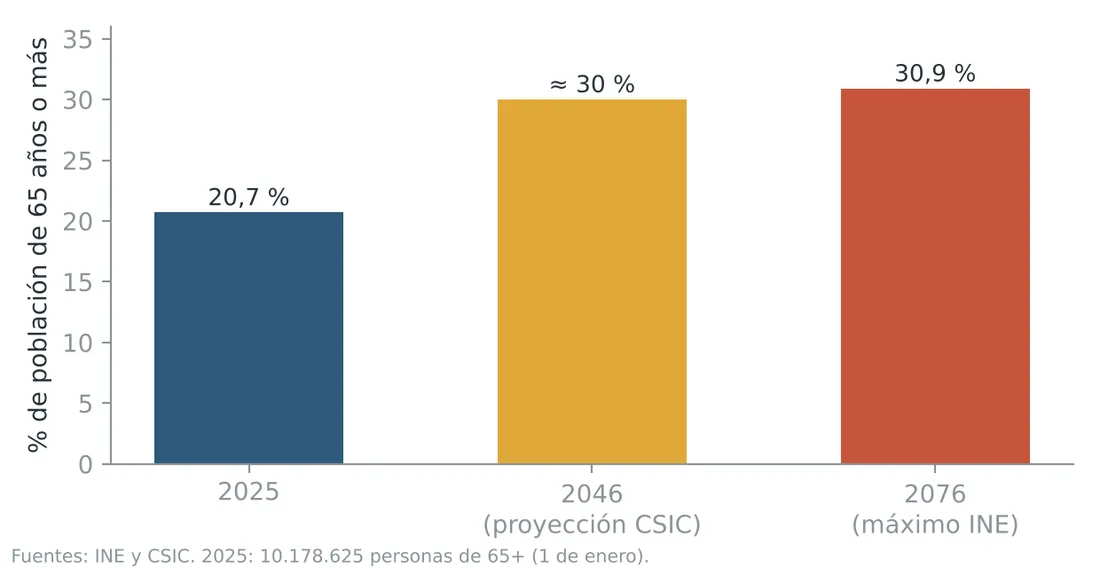 % de población de 65 años o más
35
30
25
20
15
10
5
0
20,7 %
≈ 30 %
30,9 %
2025
2046
(proyección CSIC)
2076
(máximo INE)
Fuentes: INE y CSIC. 2025: 10.178.625 personas de 65+ (1 de enero).